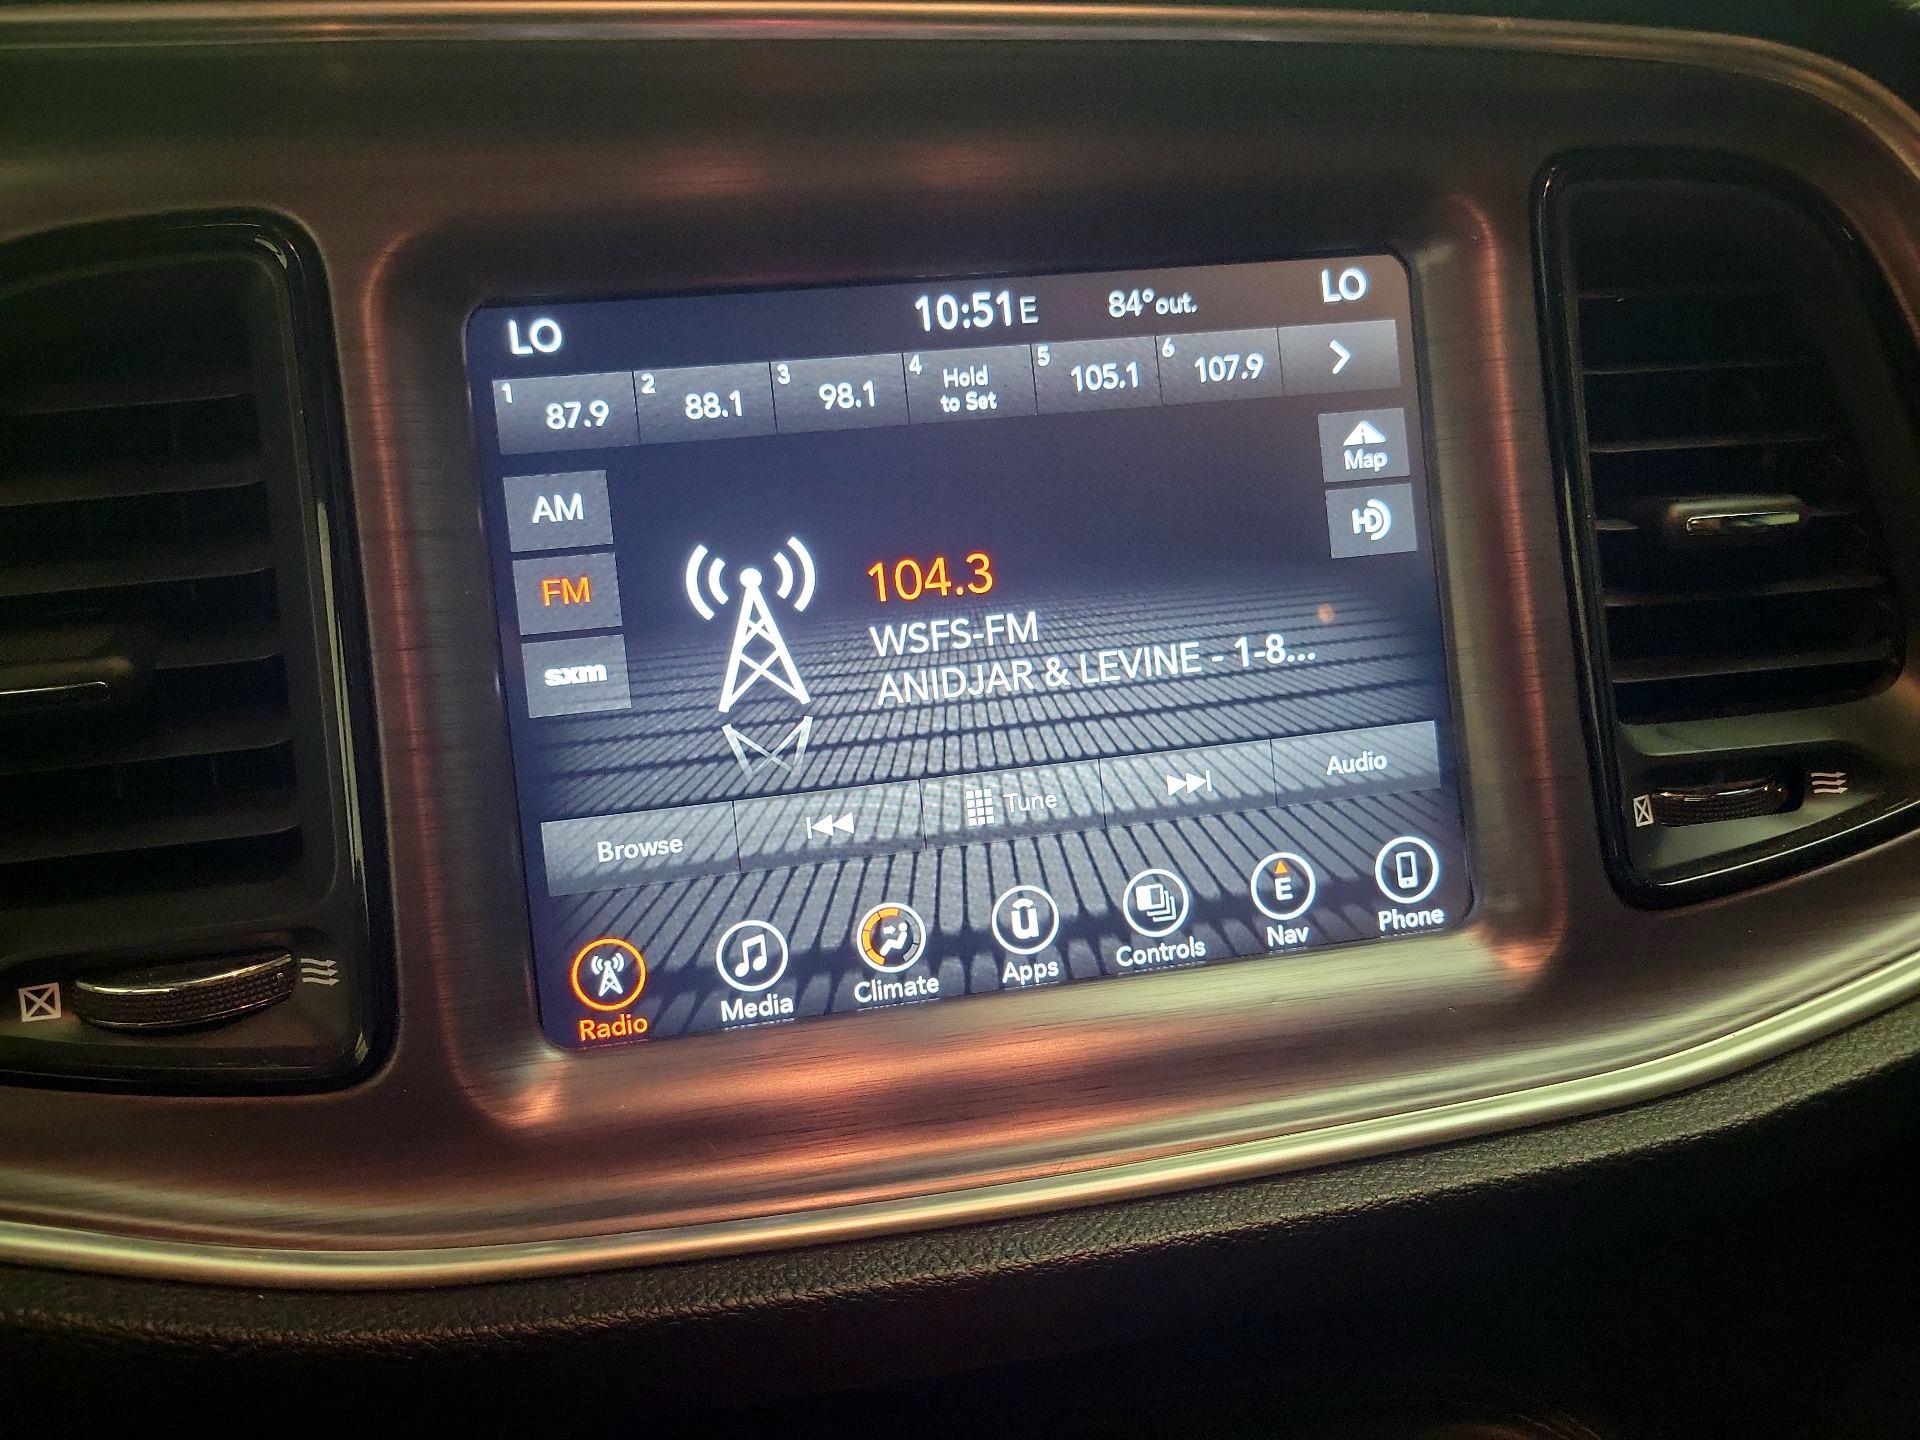 LO 10:51E 84° out. LO
1 87.9 2 88.1 3 98.1 4 Hold to Set 5 105.1 6 107.9
Map
AM
HD
FM
104.3
WSFS-FM
sxm
ANIDJAR & LEVINE - 1-8...
Browse Tune Audio
E
Radio Media Climate Apps Controls Nav Phone